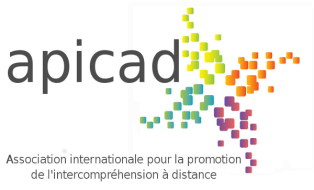 apicad
Association internationale pour la promotion
de l'intercompréhension à distance